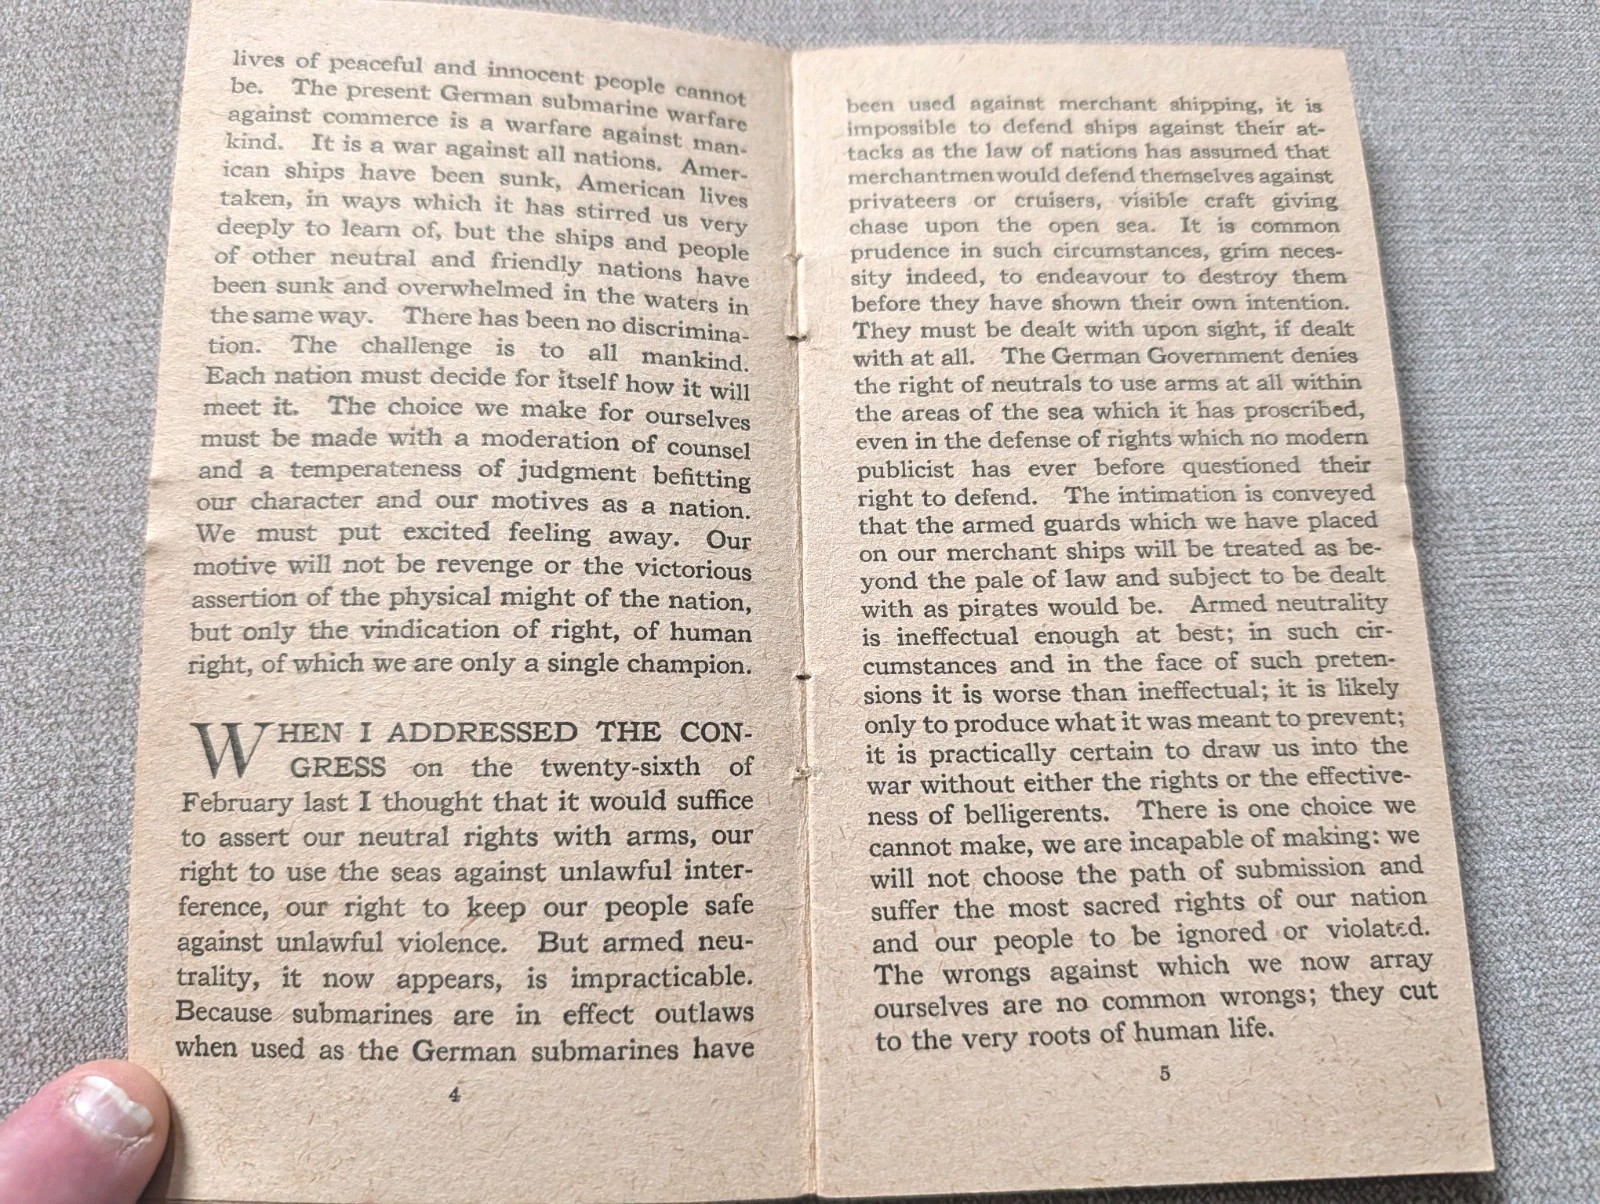 lives of peaceful and innocent people cannot
be. The present German submarine warfare
against commerce is a warfare against man-
kind. It is a war against all nations. Amer-
ican ships have been sunk, American lives
taken, in ways which it has stirred us very
deeply to learn of, but the ships and people
of other neutral and friendly nations have
been sunk and overwhelmed in the waters in
the same way. There has been no discrimina-
tion. The challenge is to all mankind.
Each nation must decide for itself how it will
meet it. The choice we make for ourselves
must be made with a moderation of counsel
and a temperateness of judgment befitting
our character and our motives as a nation.
We must put excited feeling away. Our
motive will not be revenge or the victorious
assertion of the physical might of the nation,
but only the vindication of right, of human
right, of which we are only a single champion.
WHEN I ADDRESSED THE CON-
GRESS on the twenty-sixth of
February last I thought that it would suffice
to assert our neutral rights with arms, our
right to use the seas against unlawful inter-
ference, our right to keep our people safe
against unlawful violence. But armed neu-
trality, it now appears, is impracticable.
Because submarines are in effect outlaws
when used as the German submarines have
4
been used against merchant shipping, it is
impossible to defend ships against their at-
tacks as the law of nations has assumed that
merchantmen would defend themselves against
privateers or cruisers, visible craft giving
chase upon the open sea. It is common
prudence in such circumstances, grim neces-
sity indeed, to endeavour to destroy them
before they have shown their own intention.
They must be dealt with upon sight, if dealt
with at all. The German Government denies
the right of neutrals to use arms at all within
the areas of the sea which it has proscribed,
even in the defense of rights which no modern
publicist has ever before questioned their
right to defend. The intimation is conveyed
that the armed guards which we have placed
on our merchant ships will be treated as be-
yond the pale of law and subject to be dealt
with as pirates would be. Armed neutrality
is ineffectual enough at best; in such cir-
cumstances and in the face of such preten-
sions it is worse than ineffectual; it is likely
only to produce what it was meant to prevent;
it is practically certain to draw us into the
war without either the rights or the effective-
ness of belligerents. There is one choice we
cannot make, we are incapable of making: we
will not choose the path of submission and
suffer the most sacred rights of our nation
and our people to be ignored or violated.
The wrongs against which we now array
ourselves are no common wrongs; they cut
to the very roots of human life.
5